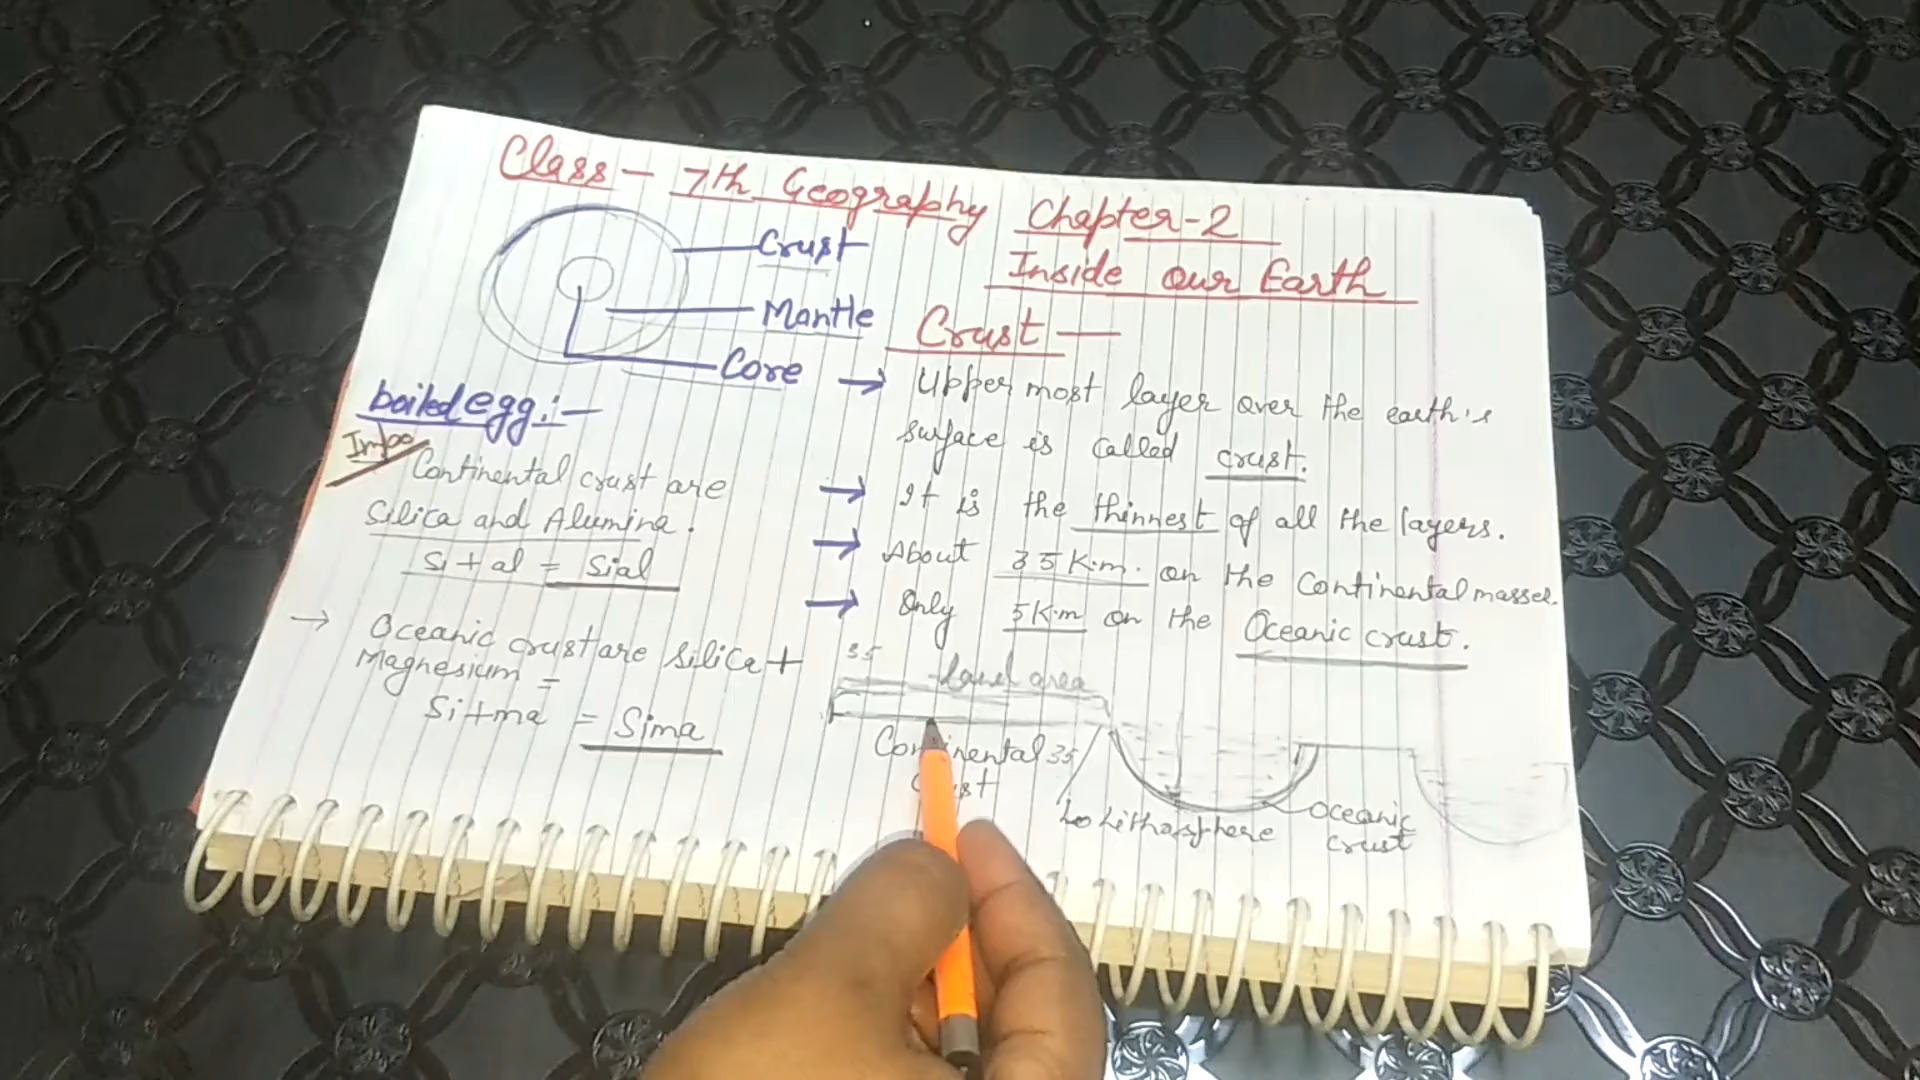 Class - 7th Geography Chapter-2
Inside our Earth
Crust
Mantle
Core
boiled egg:-
Imp
Continental crust are
Silica and Alumina.
Si+al = Sial
→ Oceanic crust are silica +
Magnesium =
Si+ma = Sima
Crust —
→ Upper most layer over the earth's
surface is called crust.
→ It is the thinnest of all the layers.
→ About 35 K.m. on the Continental masses.
→ Only 5 K.m on the Oceanic crust.
35
land area
Continental 35
Lithosphere
Oceanic
crust